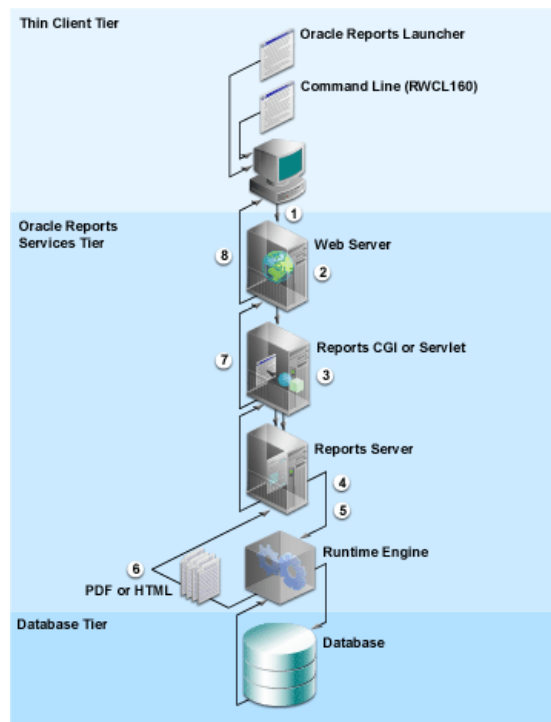 Thin Client Tier
Oracle Reports Launcher
Command Line (RWCL160)
1
Oracle Reports
Services Tier
8
Web Server
2
7
Reports CGI or Servlet
3
Reports Server
4
5
6
PDF or HTML
Runtime Engine
Database Tier
Database